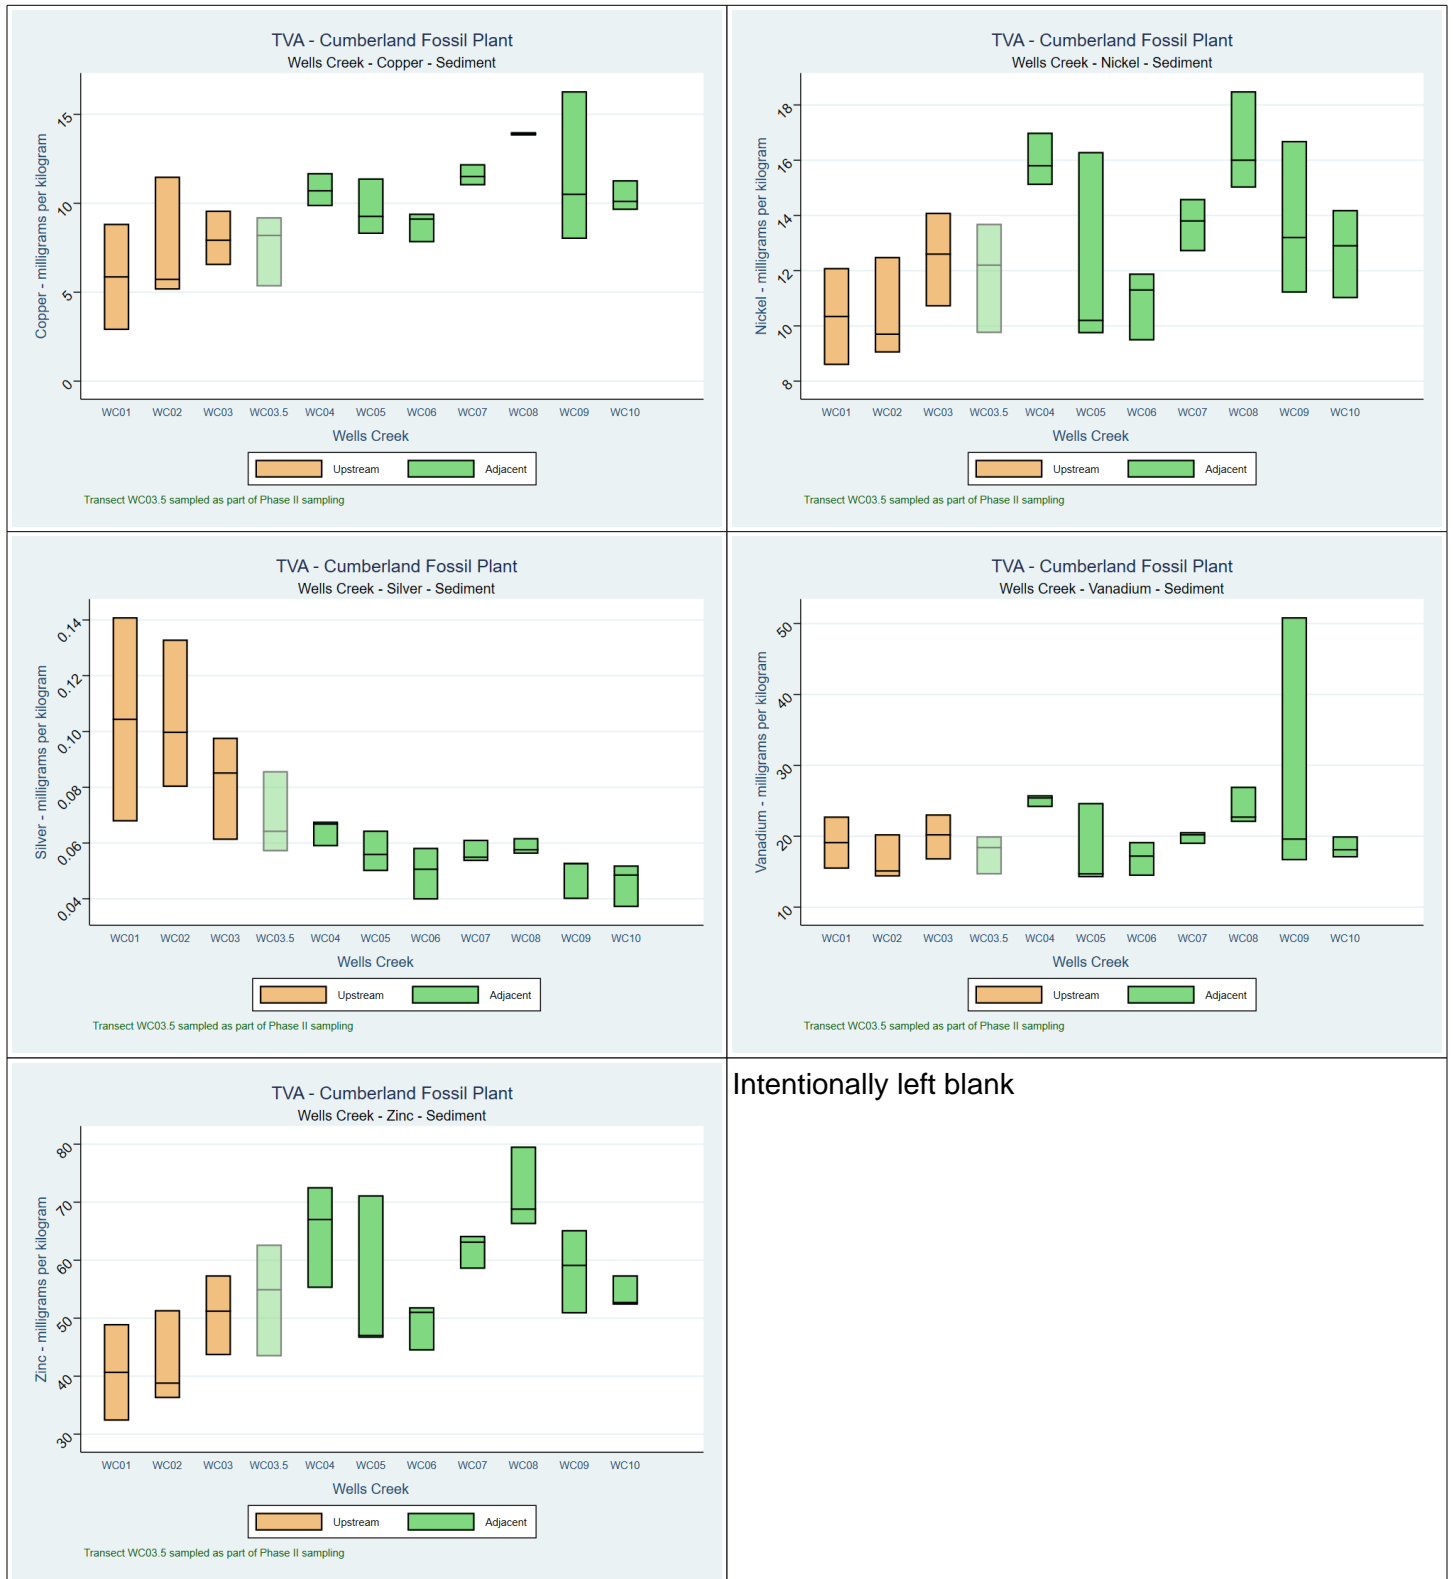 TVA - Cumberland Fossil Plant
Wells Creek - Copper - Sediment
Copper - milligrams per kilogram
15
10
5
0
WC01 WC02 WC03 WC03.5 WC04 WC05 WC06 WC07 WC08 WC09 WC10
Wells Creek
Upstream Adjacent
Transect WC03.5 sampled as part of Phase II sampling
TVA - Cumberland Fossil Plant
Wells Creek - Nickel - Sediment
Nickel - milligrams per kilogram
18
16
14
12
10
8
WC01 WC02 WC03 WC03.5 WC04 WC05 WC06 WC07 WC08 WC09 WC10
Wells Creek
Upstream Adjacent
Transect WC03.5 sampled as part of Phase II sampling
TVA - Cumberland Fossil Plant
Wells Creek - Silver - Sediment
Silver - milligrams per kilogram
0.14
0.12
0.10
0.08
0.06
0.04
WC01 WC02 WC03 WC03.5 WC04 WC05 WC06 WC07 WC08 WC09 WC10
Wells Creek
Upstream Adjacent
Transect WC03.5 sampled as part of Phase II sampling
TVA - Cumberland Fossil Plant
Wells Creek - Vanadium - Sediment
Vanadium - milligrams per kilogram
50
40
30
20
10
WC01 WC02 WC03 WC03.5 WC04 WC05 WC06 WC07 WC08 WC09 WC10
Wells Creek
Upstream Adjacent
Transect WC03.5 sampled as part of Phase II sampling
TVA - Cumberland Fossil Plant
Wells Creek - Zinc - Sediment
Zinc - milligrams per kilogram
80
70
60
50
40
30
WC01 WC02 WC03 WC03.5 WC04 WC05 WC06 WC07 WC08 WC09 WC10
Wells Creek
Upstream Adjacent
Transect WC03.5 sampled as part of Phase II sampling
Intentionally left blank